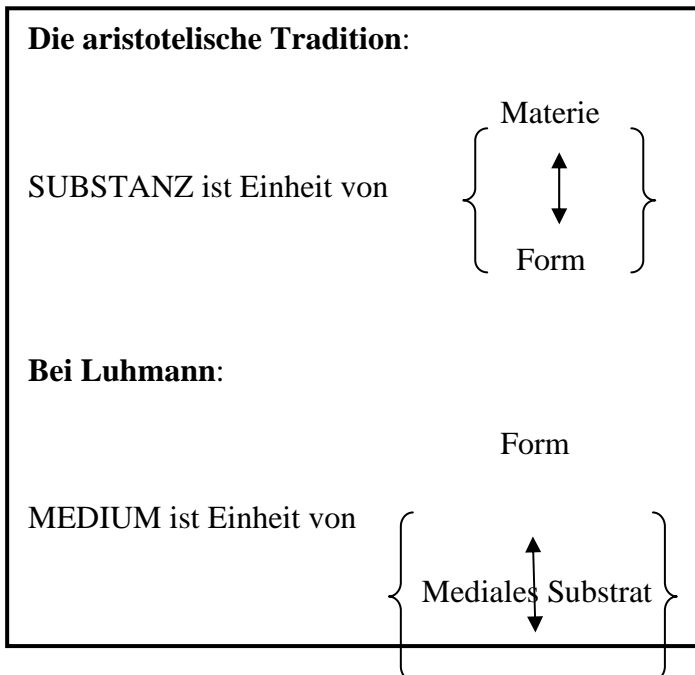 Die aristotelische Tradition:
Materie
SUBSTANZ ist Einheit von
Form
Bei Luhmann:
Form
MEDIUM ist Einheit von
Mediales Substrat